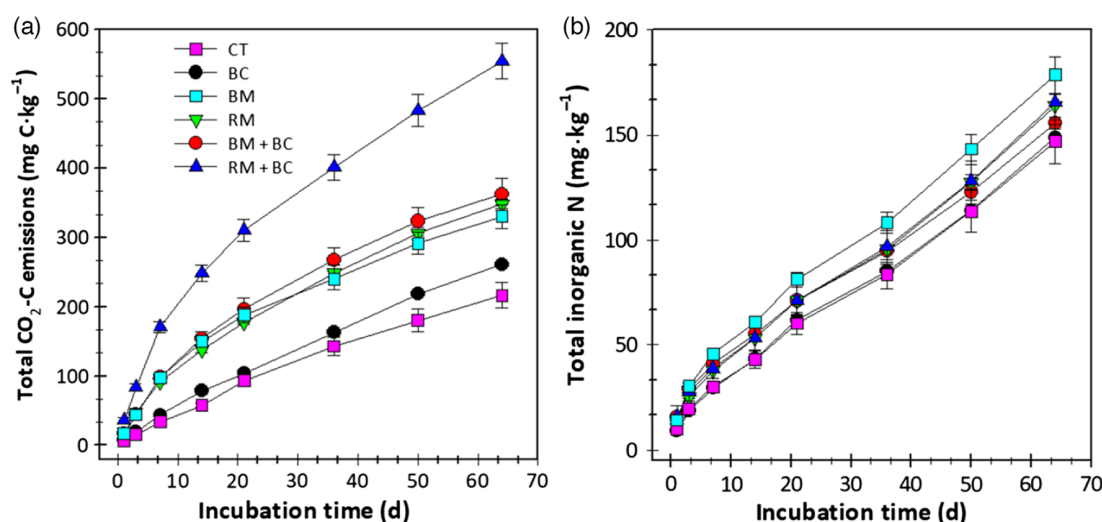 (a)
Total CO₂-C emissions (mg C·kg⁻¹)
600
500
400
300
200
100
0
CT
BC
BM
RM
BM + BC
RM + BC
0 10 20 30 40 50 60 70
Incubation time (d)
(b)
Total inorganic N (mg·kg⁻¹)
200
150
100
50
0
0 10 20 30 40 50 60 70
Incubation time (d)